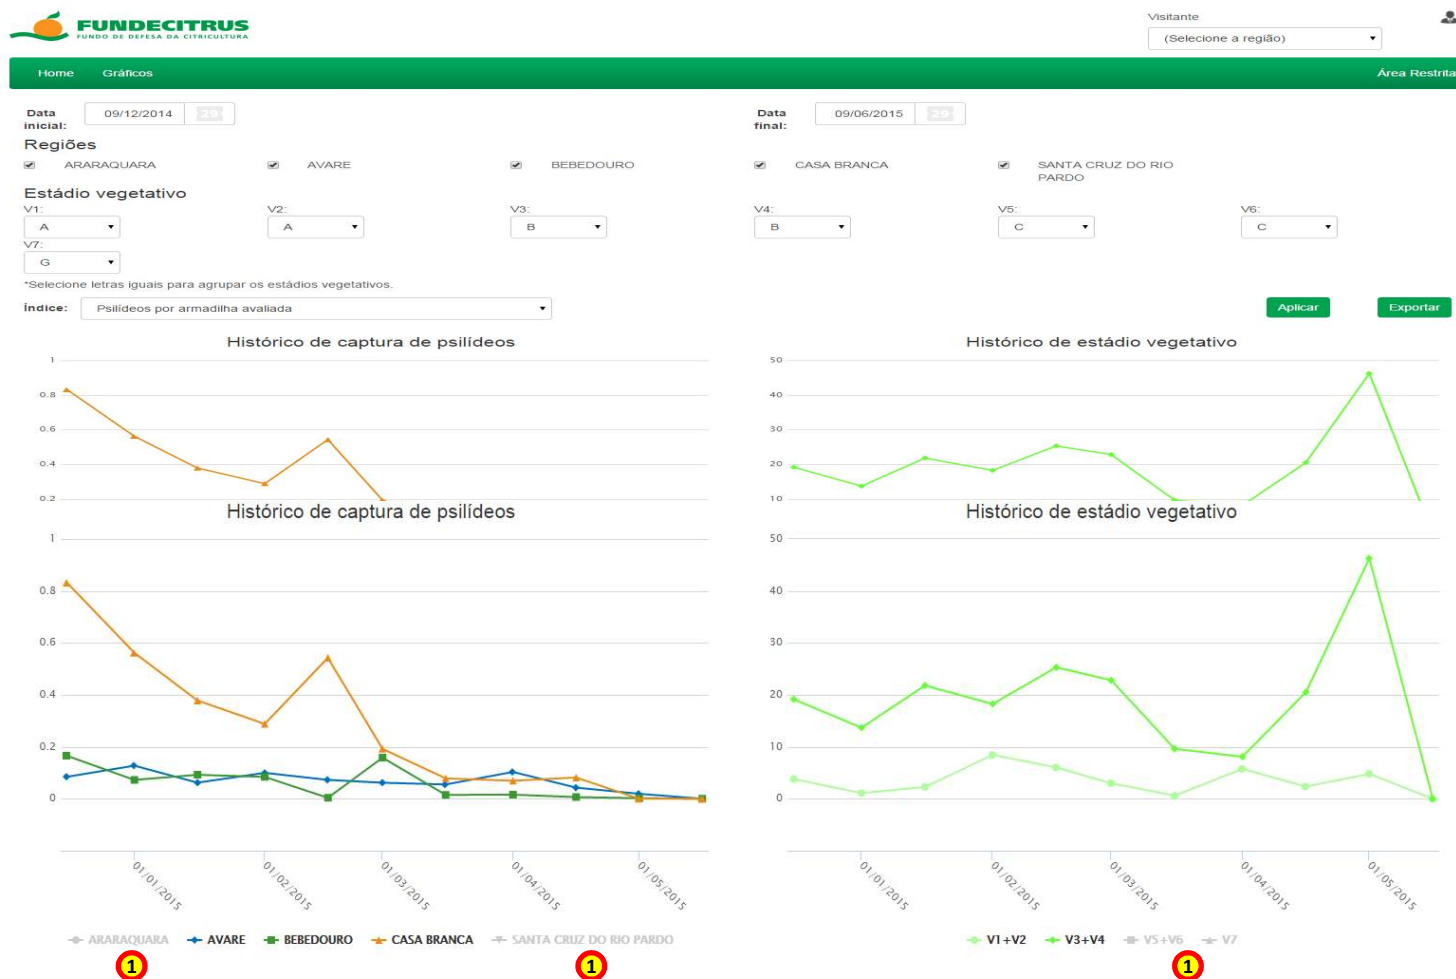 FUNDECITRUS
FUNDO DE DEFESA DA CITRICULTURA
Visitante
(Selecione a região)
Home Gráficos Área Restrita
Data inicial: 09/12/2014 29 Data final: 09/06/2015 29
Regiões
ARARAQUARA AVARE BEBEDOURO CASA BRANCA SANTA CRUZ DO RIO
PARDO
Estádio vegetativo
V1: V2: V3: V4: V5: V6:
A A B B C C
V7:
G
*Selecione letras iguais para agrupar os estádios vegetativos.
Índice: Psilídeos por armadilha avaliada Aplicar Exportar
Histórico de captura de psilídeos Histórico de estádio vegetativo
1 50
0.8 40
0.6 30
0.4 20
0.2 10
Histórico de captura de psilídeos Histórico de estádio vegetativo
1 50
0.8 40
0.6 30
0.4 20
0.2 10
0 0
01/01/2015 01/02/2015 01/03/2015 01/04/2015 01/05/2015 01/01/2015 01/02/2015 01/03/2015 01/04/2015 01/05/2015
ARARAQUARA AVARE BEBEDOURO CASA BRANCA SANTA CRUZ DO RIO PARDO V1+V2 V3+V4 V5+V6 V7
1 1 1